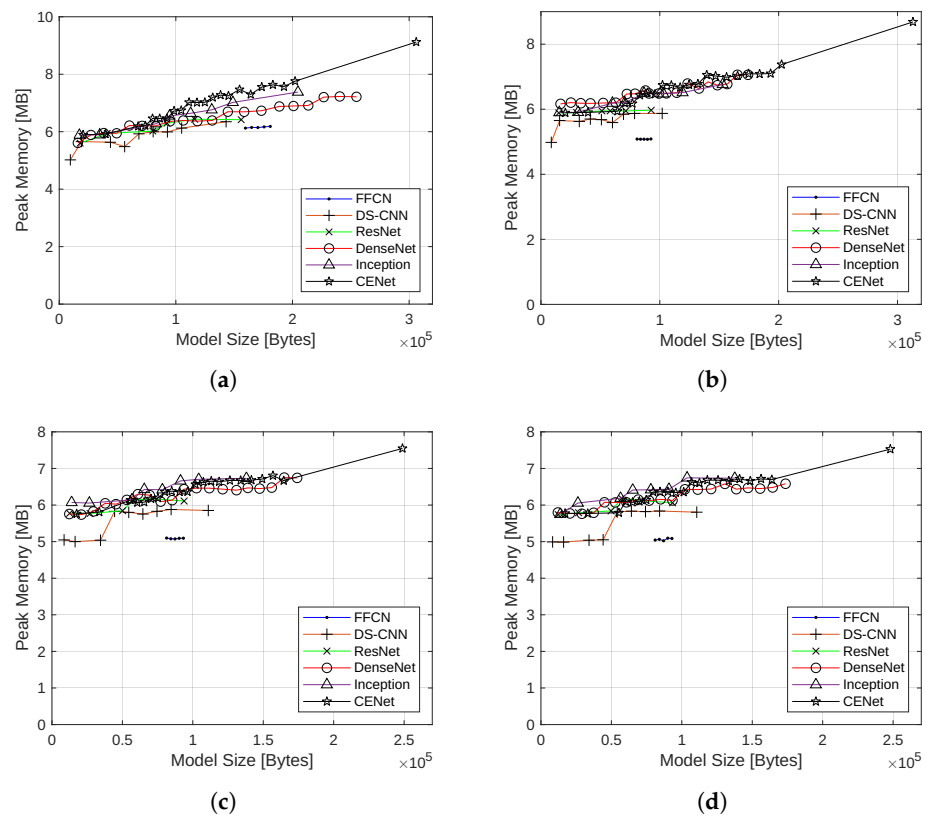 10
8
6
4
2
0
Peak Memory [MB]
0 1 2 3
Model Size [Bytes]
×10^5
FFCN
DS-CNN
ResNet
DenseNet
Inception
CENet
(a)
8
6
4
2
0
Peak Memory [MB]
0 1 2 3
Model Size [Bytes]
×10^5
FFCN
DS-CNN
ResNet
DenseNet
Inception
CENet
(b)
8
7
6
5
4
3
2
1
0
Peak Memory [MB]
0 0.5 1 1.5 2 2.5
Model Size [Bytes]
×10^5
FFCN
DS-CNN
ResNet
DenseNet
Inception
CENet
(c)
8
7
6
5
4
3
2
1
0
Peak Memory [MB]
0 0.5 1 1.5 2 2.5
Model Size [Bytes]
×10^5
FFCN
DS-CNN
ResNet
DenseNet
Inception
CENet
(d)